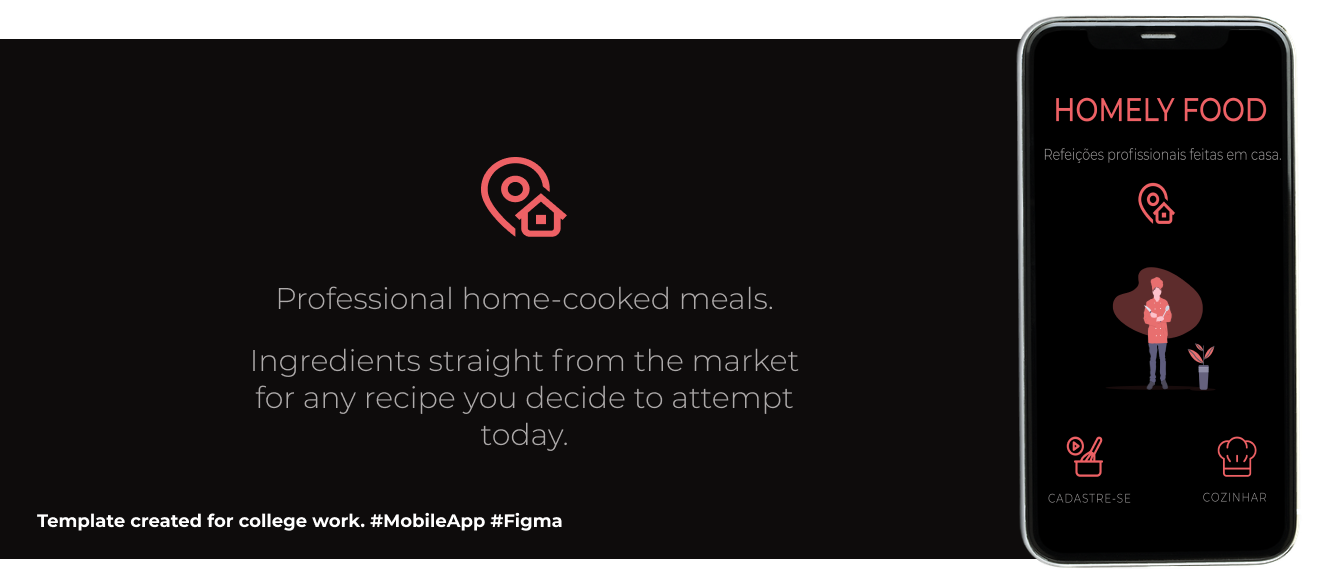 Professional home-cooked meals.
Ingredients straight from the market
for any recipe you decide to attempt
today.
Template created for college work. #MobileApp #Figma
HOMELY FOOD
Refeições profissionais feitas em casa.
CADASTRE-SE
COZINHAR